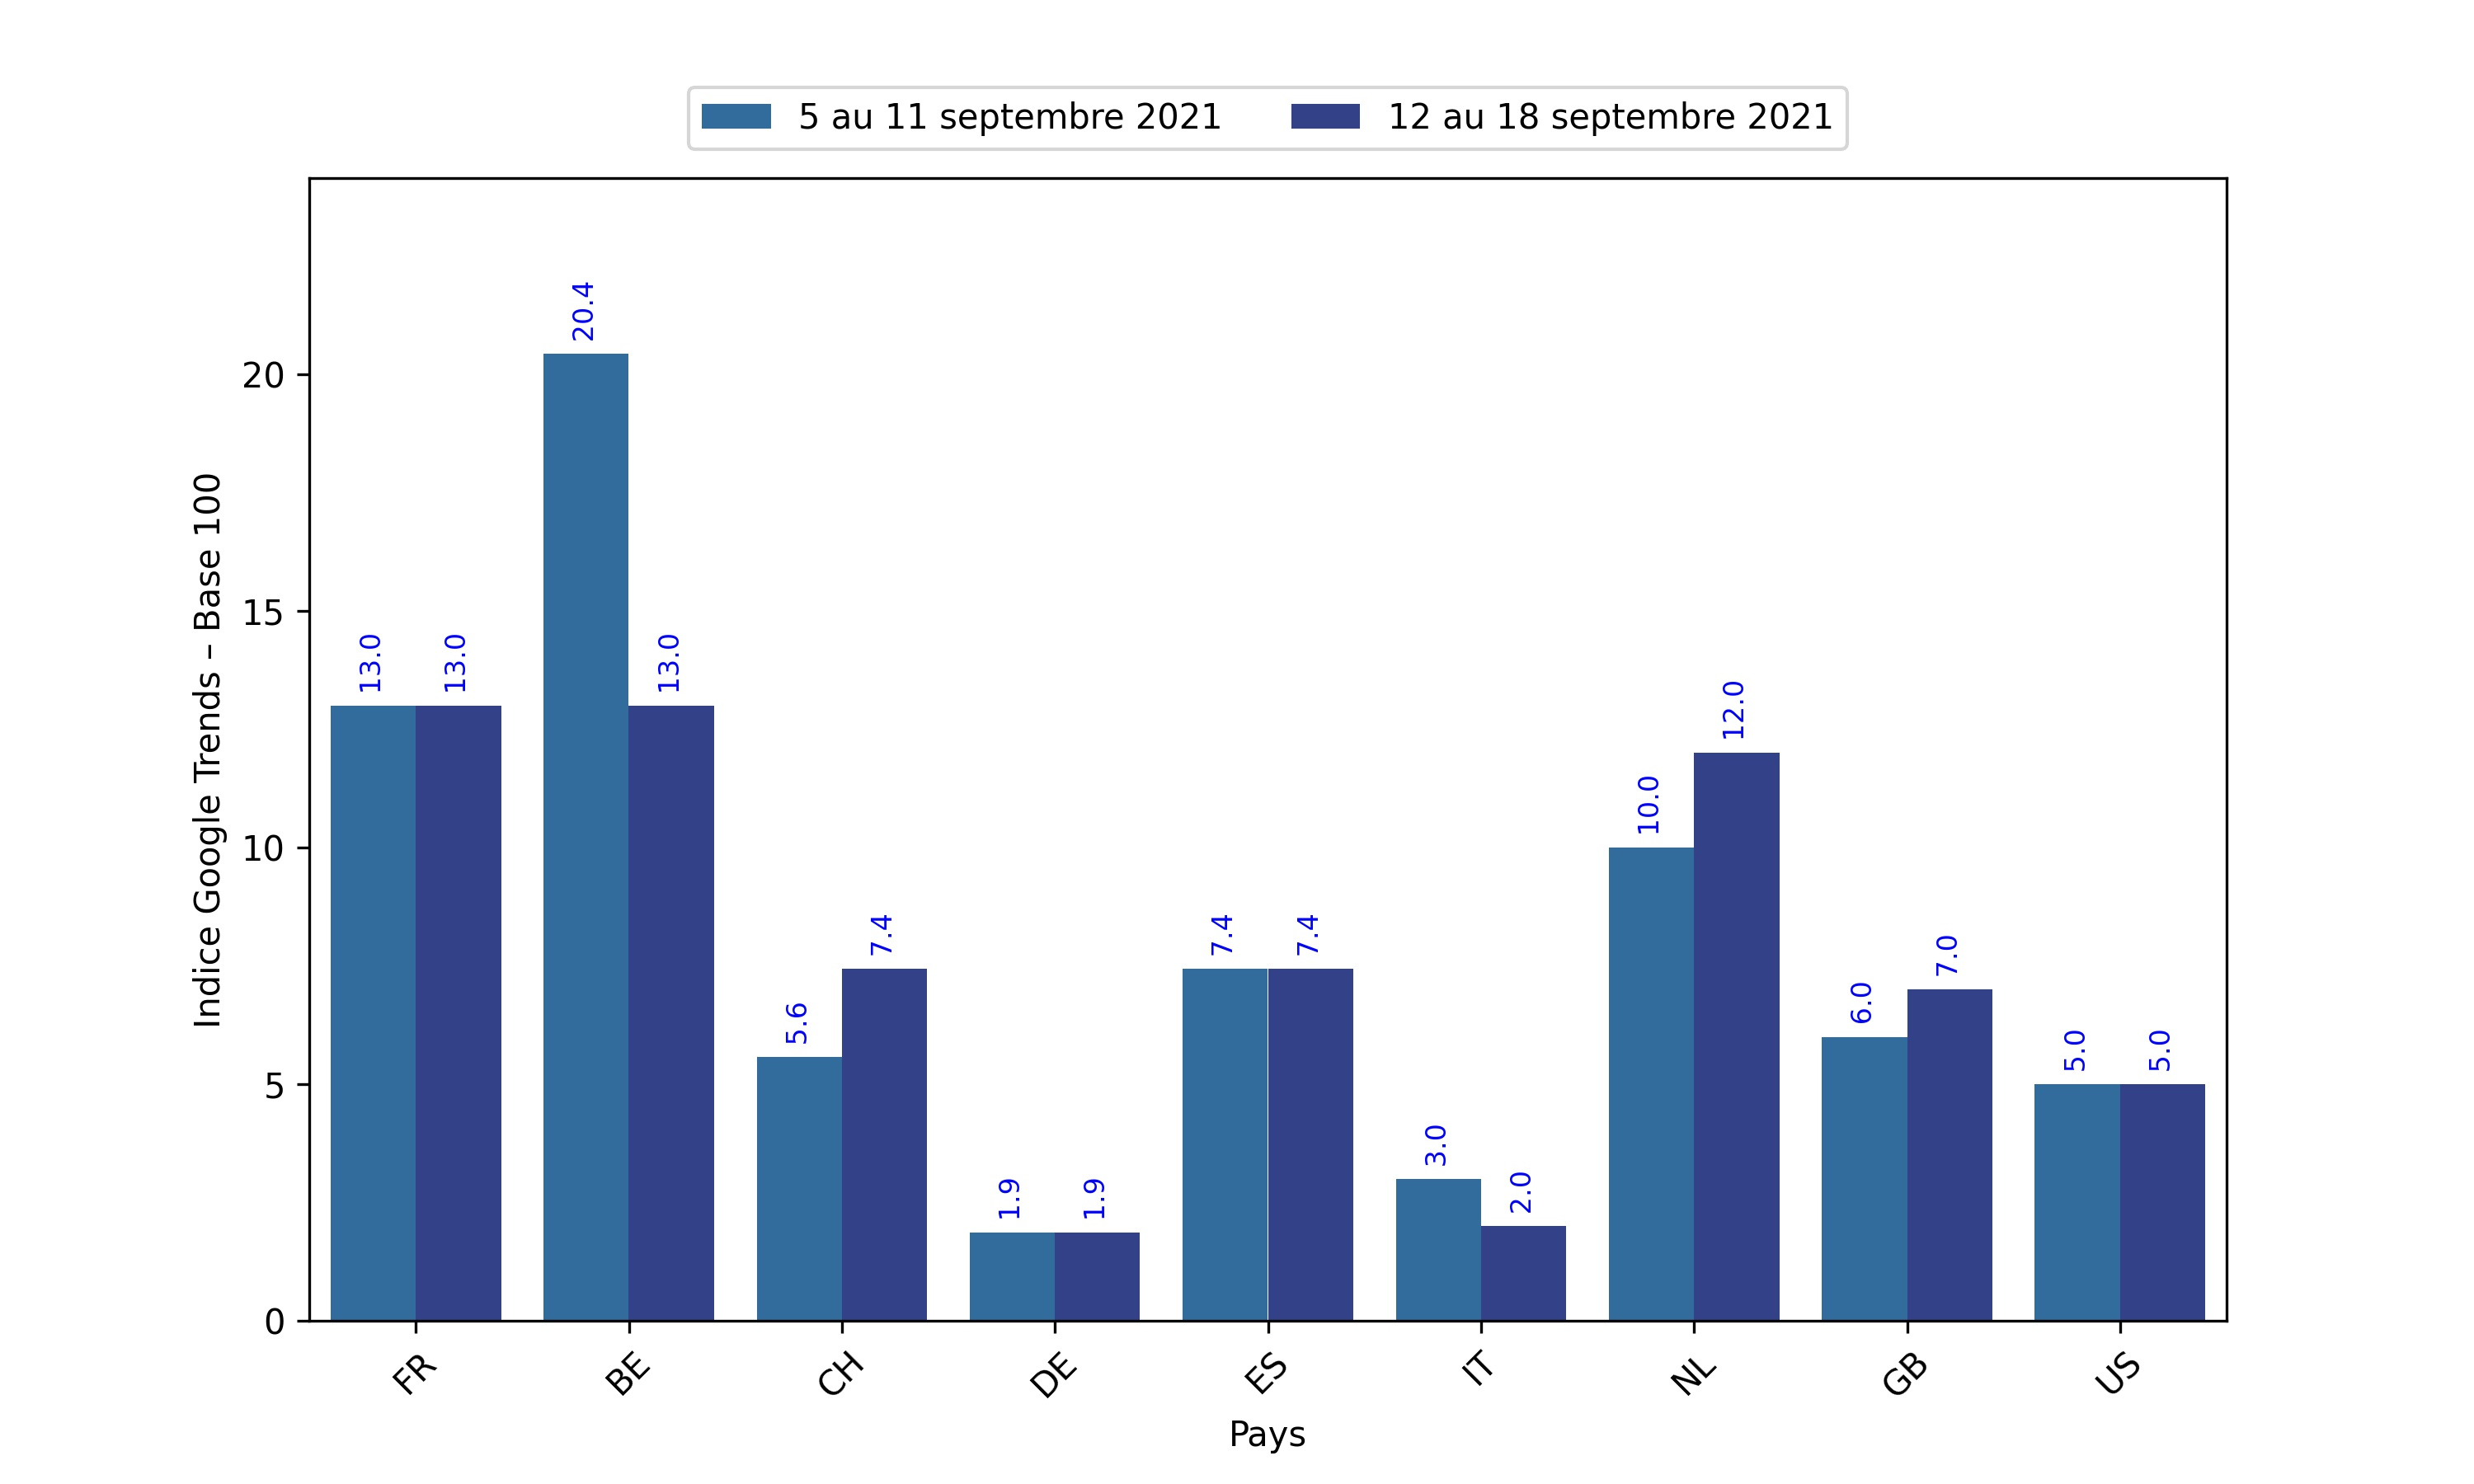 5 au 11 septembre 2021
12 au 18 septembre 2021
Indice Google Trends – Base 100
20
15
10
5
0
13.0
13.0
20.4
13.0
5.6
7.4
1.9
1.9
7.4
7.4
3.0
2.0
10.0
12.0
6.0
7.0
5.0
5.0
FR
BE
CH
DE
ES
IT
NL
GB
US
Pays